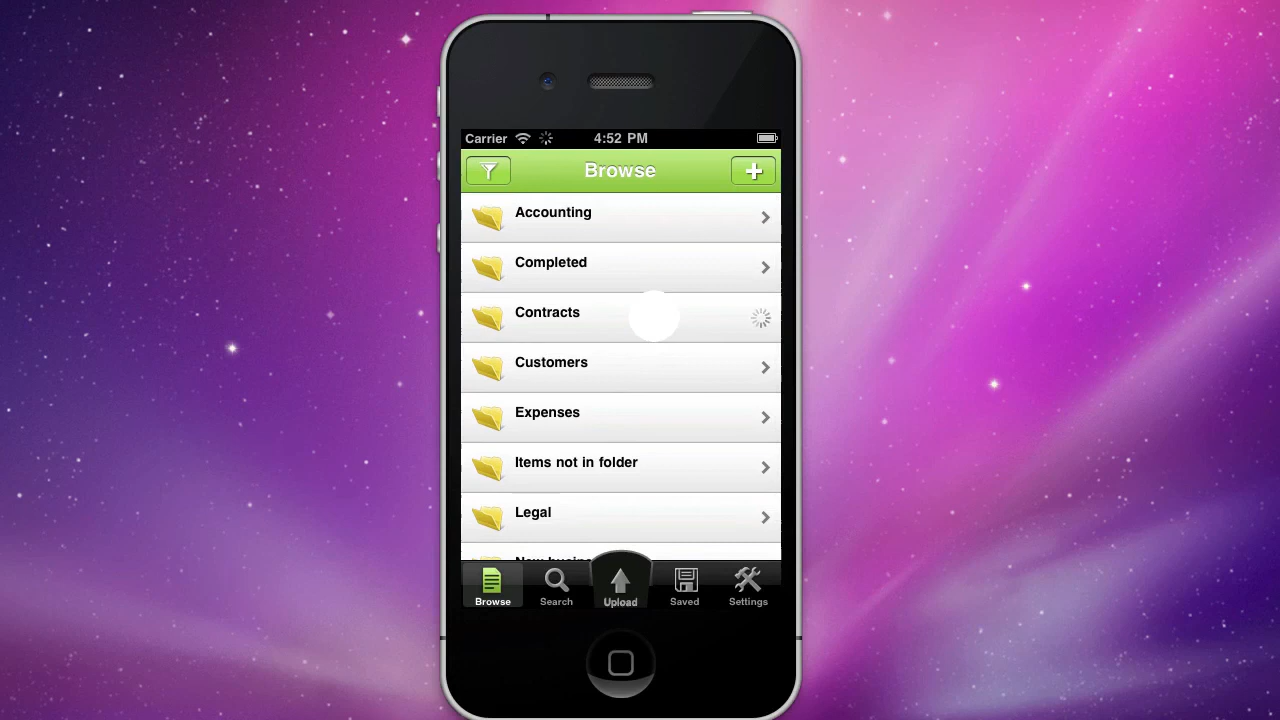 Carrier 4:52 PM
Browse
Accounting
Completed
Contracts
Customers
Expenses
Items not in folder
Legal
New
Browse Search Upload Saved Settings